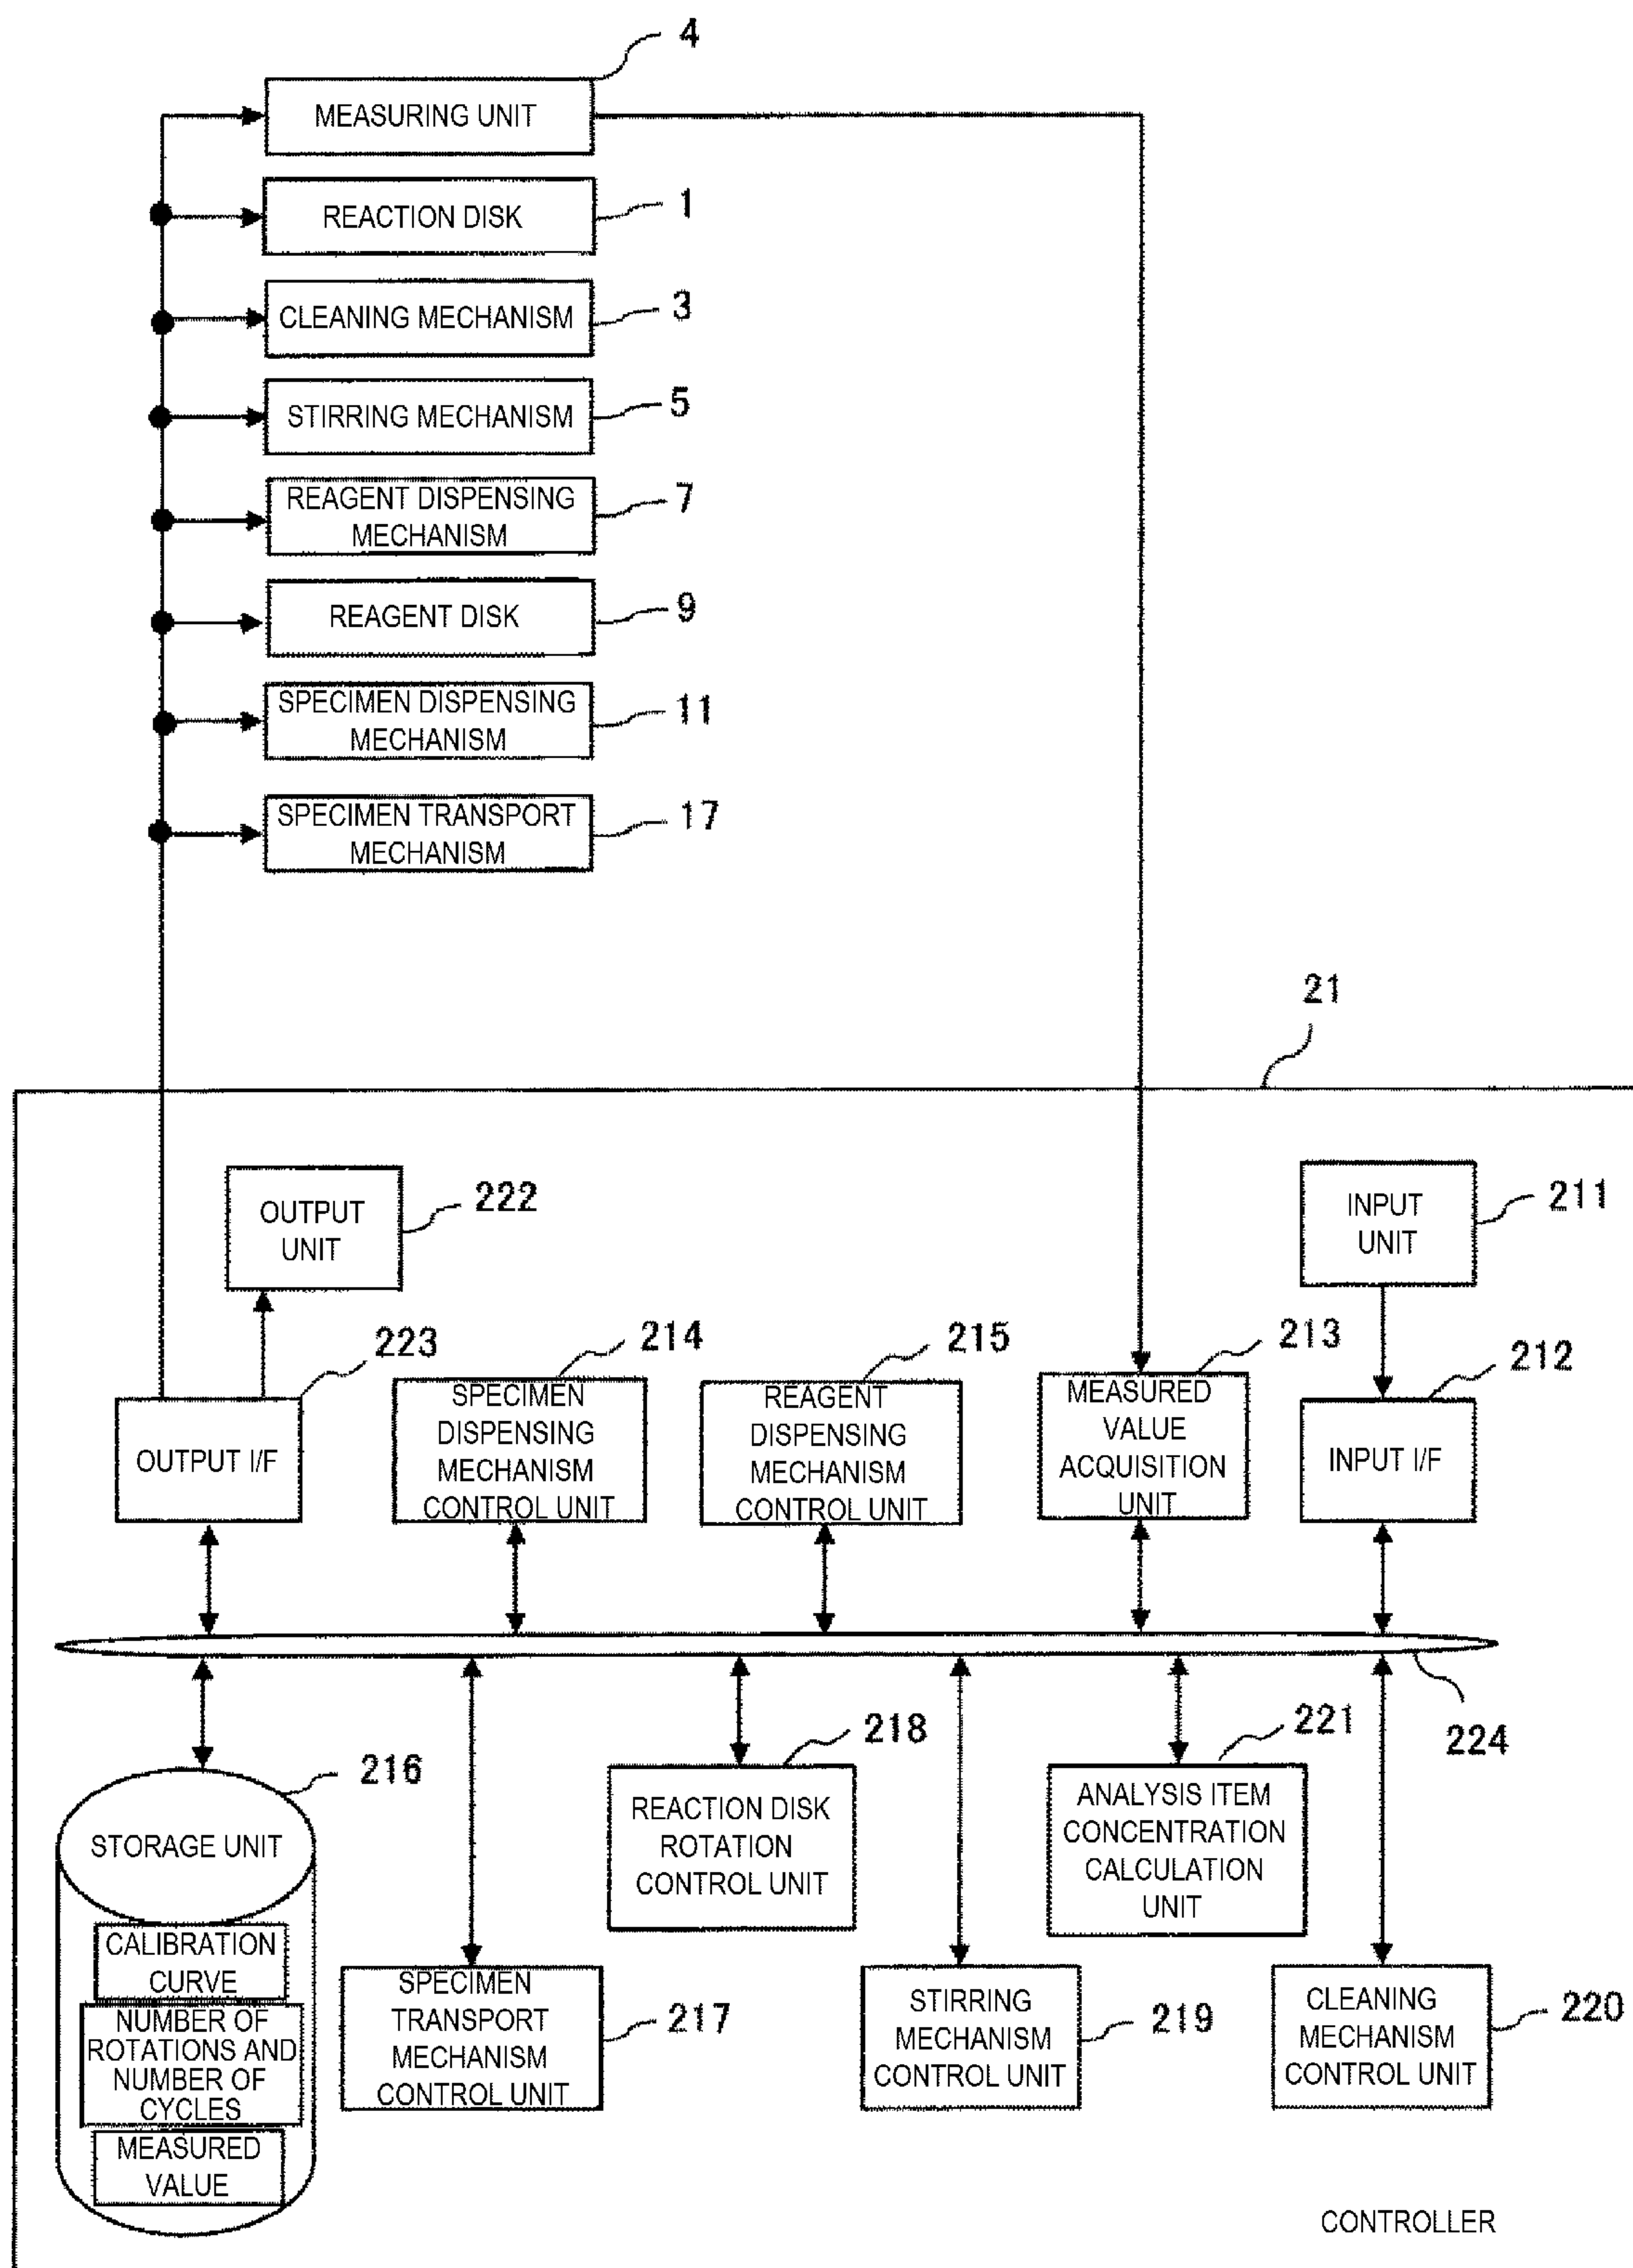 4
MEASURING UNIT
1
REACTION DISK
3
CLEANING MECHANISM
5
STIRRING MECHANISM
7
REAGENT DISPENSING
MECHANISM
9
REAGENT DISK
11
SPECIMEN DISPENSING
MECHANISM
17
SPECIMEN TRANSPORT
MECHANISM
21
222
OUTPUT
UNIT
211
INPUT
UNIT
223
OUTPUT I/F
214
SPECIMEN
DISPENSING
MECHANISM
CONTROL UNIT
215
REAGENT
DISPENSING
MECHANISM
CONTROL UNIT
213
MEASURED
VALUE
ACQUISITION
UNIT
212
INPUT I/F
224
216
STORAGE UNIT
CALIBRATION
CURVE
NUMBER OF
ROTATIONS AND
NUMBER OF
CYCLES
MEASURED
VALUE
217
SPECIMEN
TRANSPORT
MECHANISM
CONTROL UNIT
218
REACTION DISK
ROTATION
CONTROL UNIT
219
STIRRING
MECHANISM
CONTROL UNIT
221
ANALYSIS ITEM
CONCENTRATION
CALCULATION
UNIT
220
CLEANING
MECHANISM
CONTROL UNIT
CONTROLLER